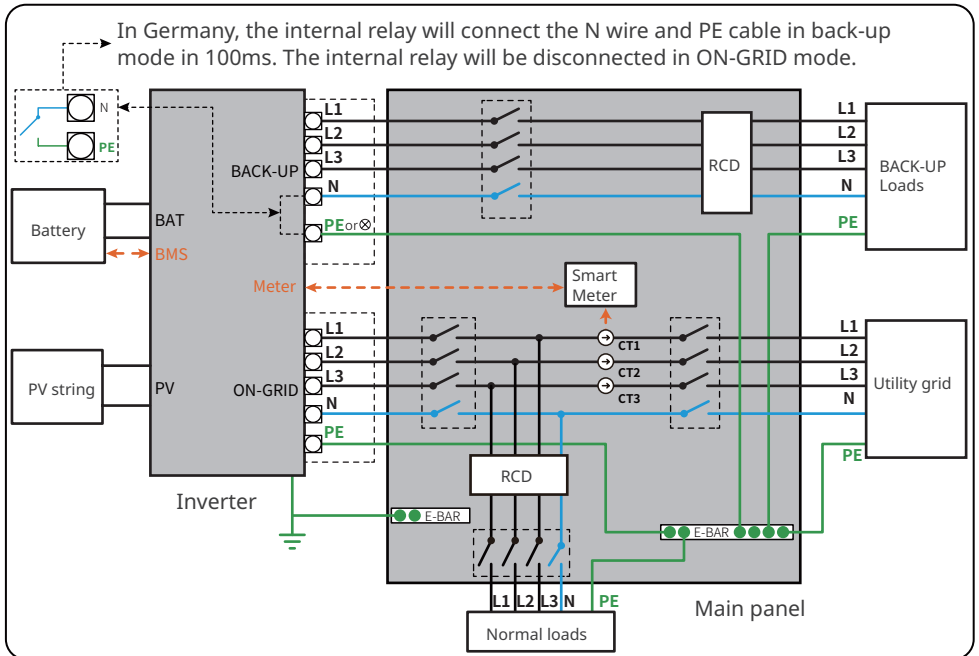 In Germany, the internal relay will connect the N wire and PE cable in back-up
mode in 100ms. The internal relay will be disconnected in ON-GRID mode.
N
PE
Battery
PV string
BAT
BMS
PV
BACK-UP
Meter
ON-GRID
Inverter
L1
L2
L3
N
PEor⊗
L1
L2
L3
N
PE
RCD
Smart
Meter
CT1
CT2
CT3
RCD
E-BAR
E-BAR
L1
L2
L3
N
PE
BACK-UP
Loads
L1
L2
L3
N
PE
Utility grid
L1 L2 L3 N PE
Normal loads
Main panel